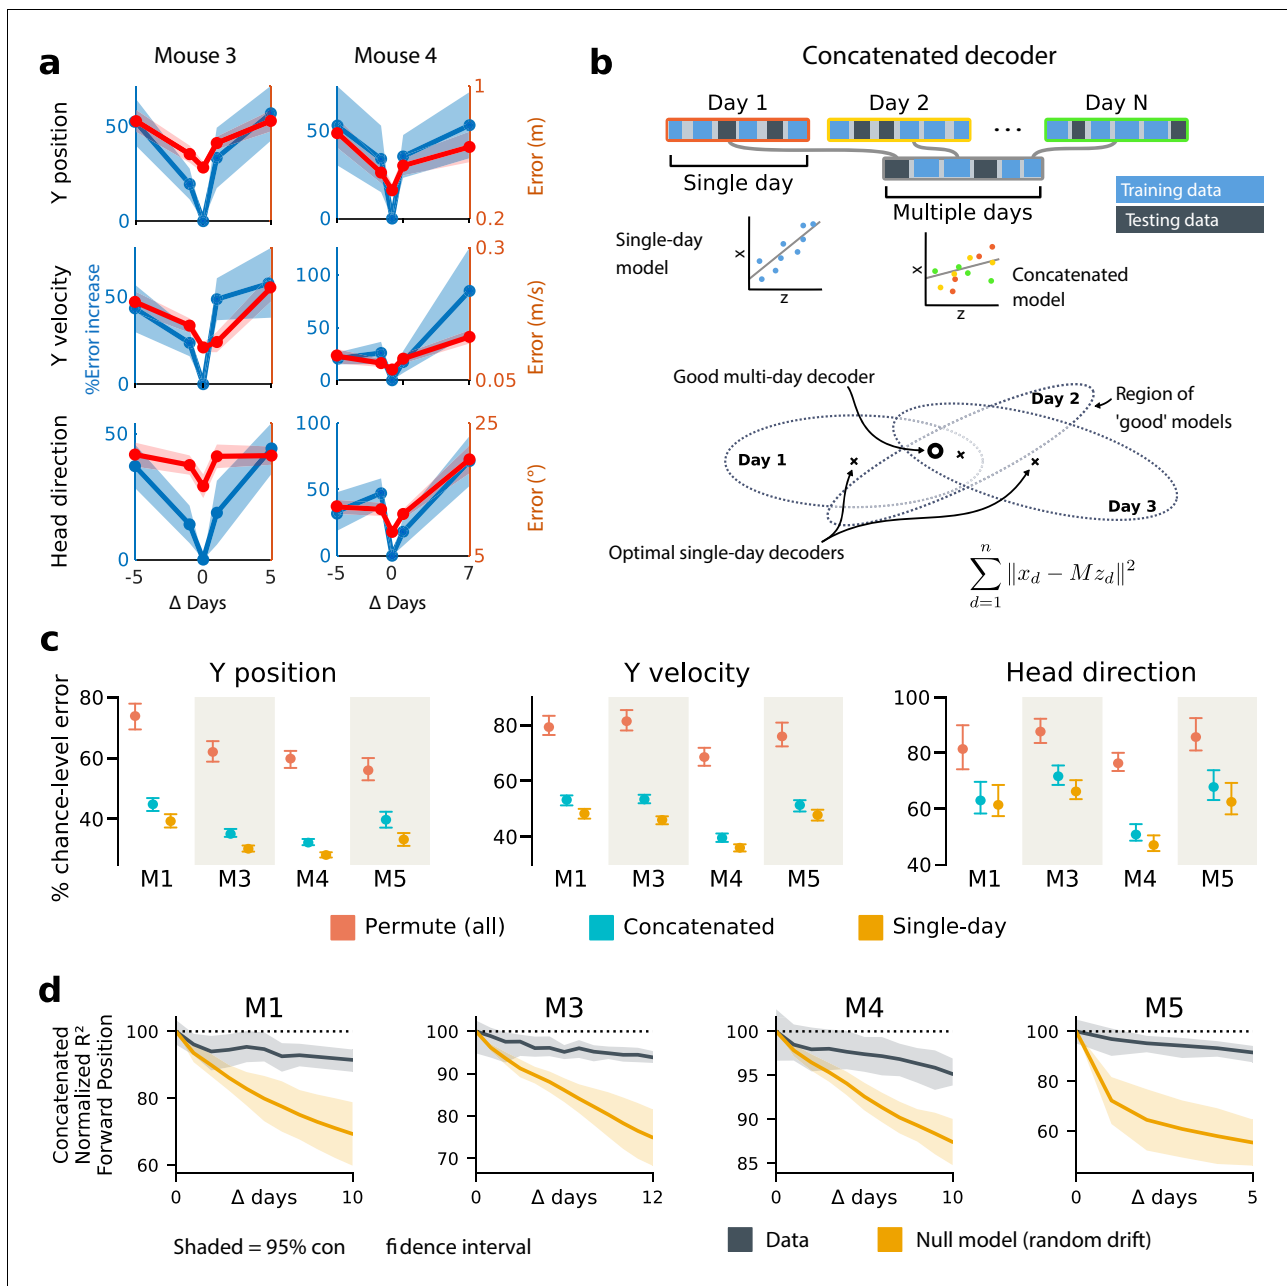 a
Mouse 3
Mouse 4
Y position
50
0
50
0
1
0.2
Error (m)
Y velocity
%Error increase
50
0
100
50
0
0.3
0.05
Error (m/s)
Head direction
50
0
100
50
0
25
5
Error (°)
-5
0
5
-5
0
7
Δ Days
Δ Days
b
Concatenated decoder
Day 1
Day 2
Day N
...
Single day
Multiple days
Training data
Testing data
Single-day
model
x
z
x
z
Concatenated
model
Good multi-day decoder
Day 2
Region of
'good' models
Day 1
Day 3
Optimal single-day decoders
n
∑ ‖x_d − Mz_d‖²
d=1
c
Y position
Y velocity
Head direction
% chance-level error
80
60
40
80
60
40
100
80
60
40
M1
M3
M4
M5
M1
M3
M4
M5
M1
M3
M4
M5
Permute (all)
Concatenated
Single-day
d
M1
M3
M4
M5
Concatenated
Normalized R²
Forward Position
100
80
60
100
90
80
70
100
95
90
85
100
80
60
0
Δ days
10
0
Δ days
12
0
Δ days
10
0
Δ days
5
Shaded = 95% con fidence interval
Data
Null model (random drift)